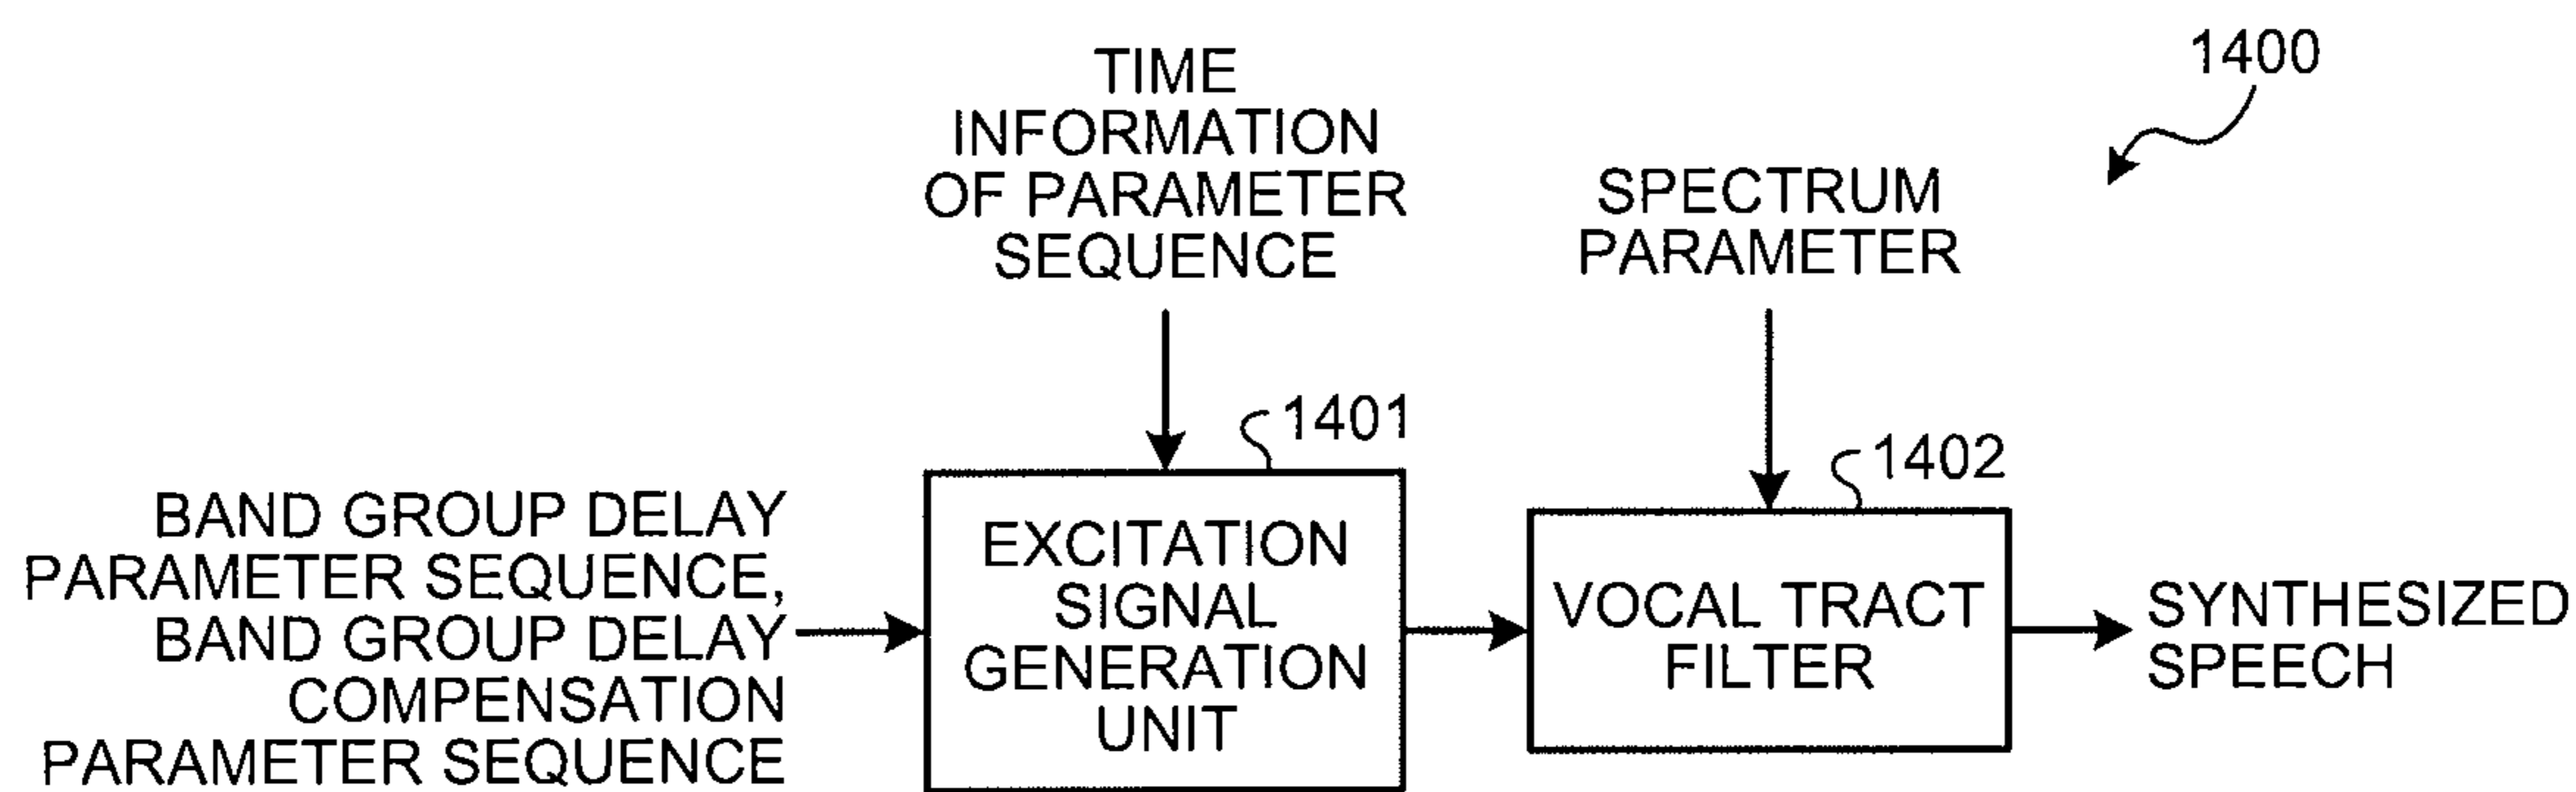 1400
TIME
INFORMATION
OF PARAMETER
SEQUENCE
SPECTRUM
PARAMETER
1401
1402
BAND GROUP DELAY
PARAMETER SEQUENCE,
BAND GROUP DELAY
COMPENSATION
PARAMETER SEQUENCE
EXCITATION
SIGNAL
GENERATION
UNIT
VOCAL TRACT
FILTER
SYNTHESIZED
SPEECH